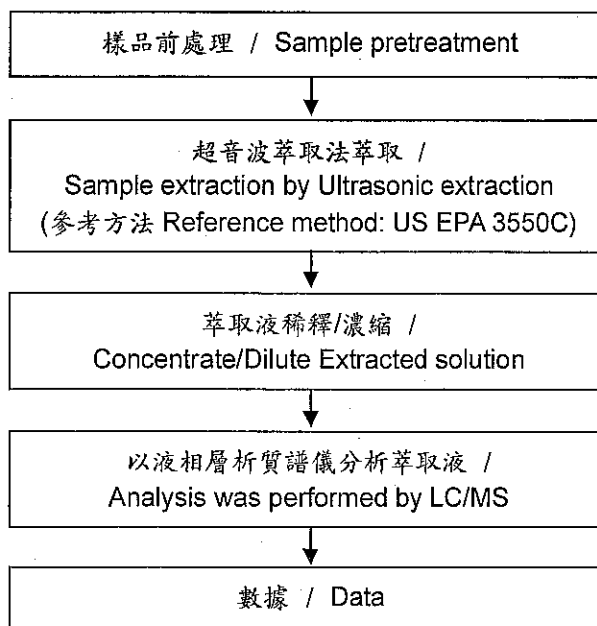 樣品前處理 / Sample pretreatment
超音波萃取法萃取 /
Sample extraction by Ultrasonic extraction
(參考方法 Reference method: US EPA 3550C)
萃取液稀釋/濃縮 /
Concentrate/Dilute Extracted solution
以液相層析質譜儀分析萃取液 /
Analysis was performed by LC/MS
數據 / Data